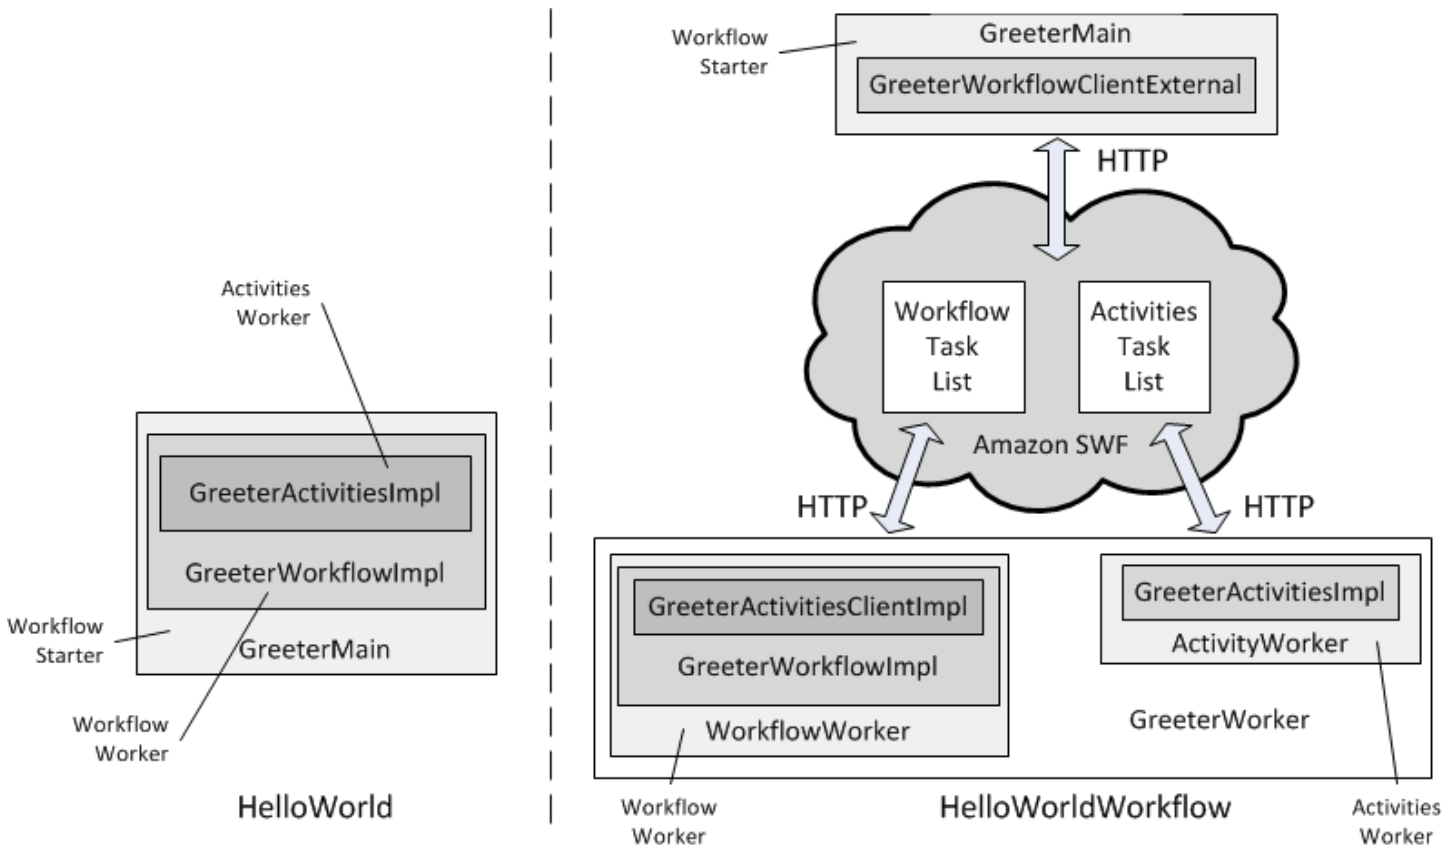 Activities
Worker
GreeterActivitiesImpl
GreeterWorkflowImpl
Workflow
Starter
GreeterMain
Workflow
Worker
HelloWorld
Workflow
Starter
GreeterMain
GreeterWorkflowClientExternal
HTTP
Workflow
Task
List
Activities
Task
List
Amazon SWF
HTTP
HTTP
GreeterActivitiesClientImpl
GreeterWorkflowImpl
WorkflowWorker
GreeterActivitiesImpl
ActivityWorker
GreeterWorker
Workflow
Worker
HelloWorldWorkflow
Activities
Worker